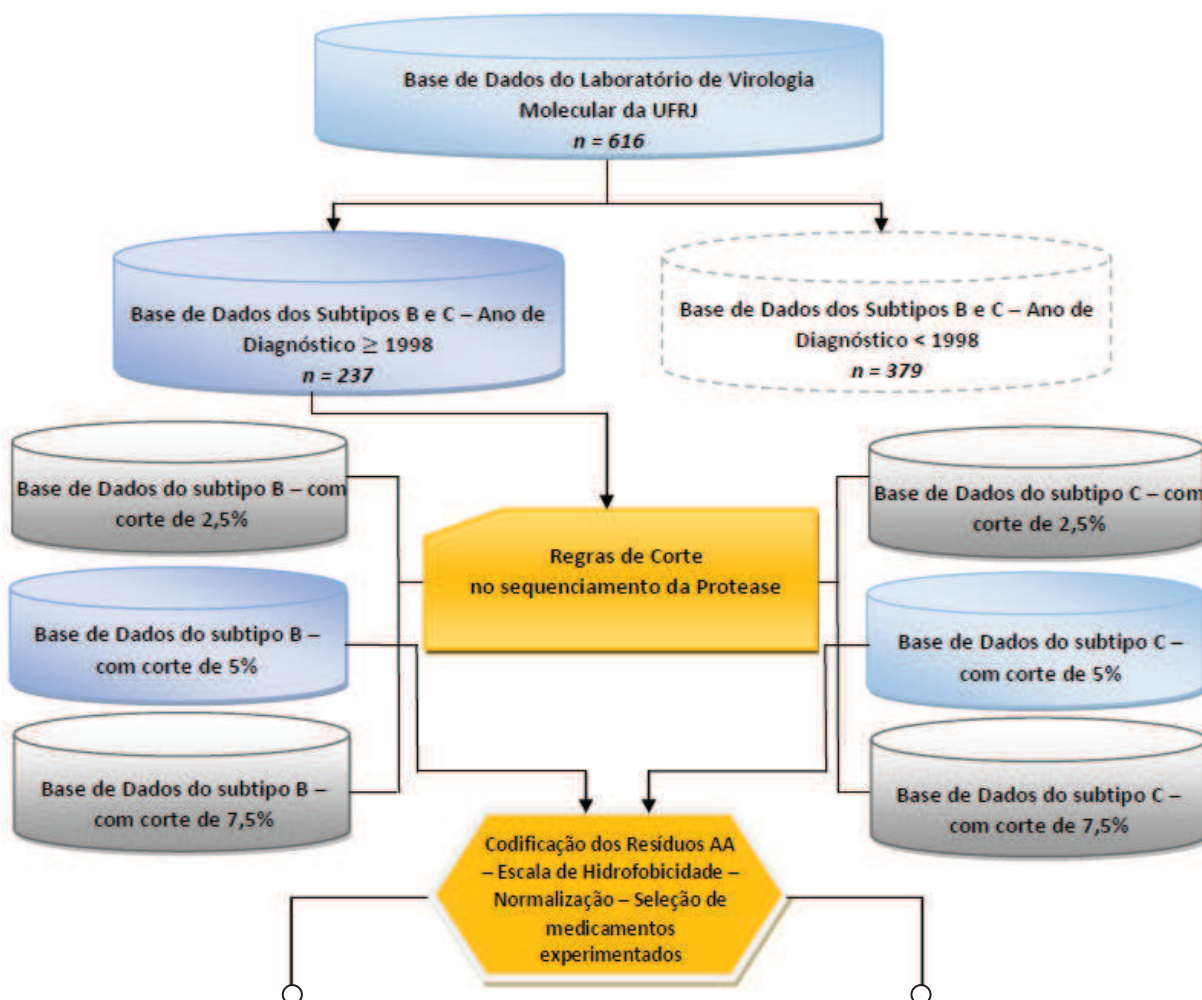 Base de Dados do Laboratório de Virologia
Molecular da UFRJ
n = 616
Base de Dados dos Subtipos B e C – Ano de
Diagnóstico ≥ 1998
n = 237
Base de Dados dos Subtipos B e C – Ano de
Diagnóstico < 1998
n = 379
Base de Dados do subtipo B – com
corte de 2,5%
Base de Dados do subtipo C – com
corte de 2,5%
Regras de Corte
no sequenciamento da Protease
Base de Dados do subtipo B –
com corte de 5%
Base de Dados do subtipo C –
com corte de 5%
Base de Dados do subtipo B –
com corte de 7,5%
Base de Dados do subtipo C –
com corte de 7,5%
Codificação dos Resíduos AA
– Escala de Hidrofobicidade –
Normalização – Seleção de
medicamentos
experimentados